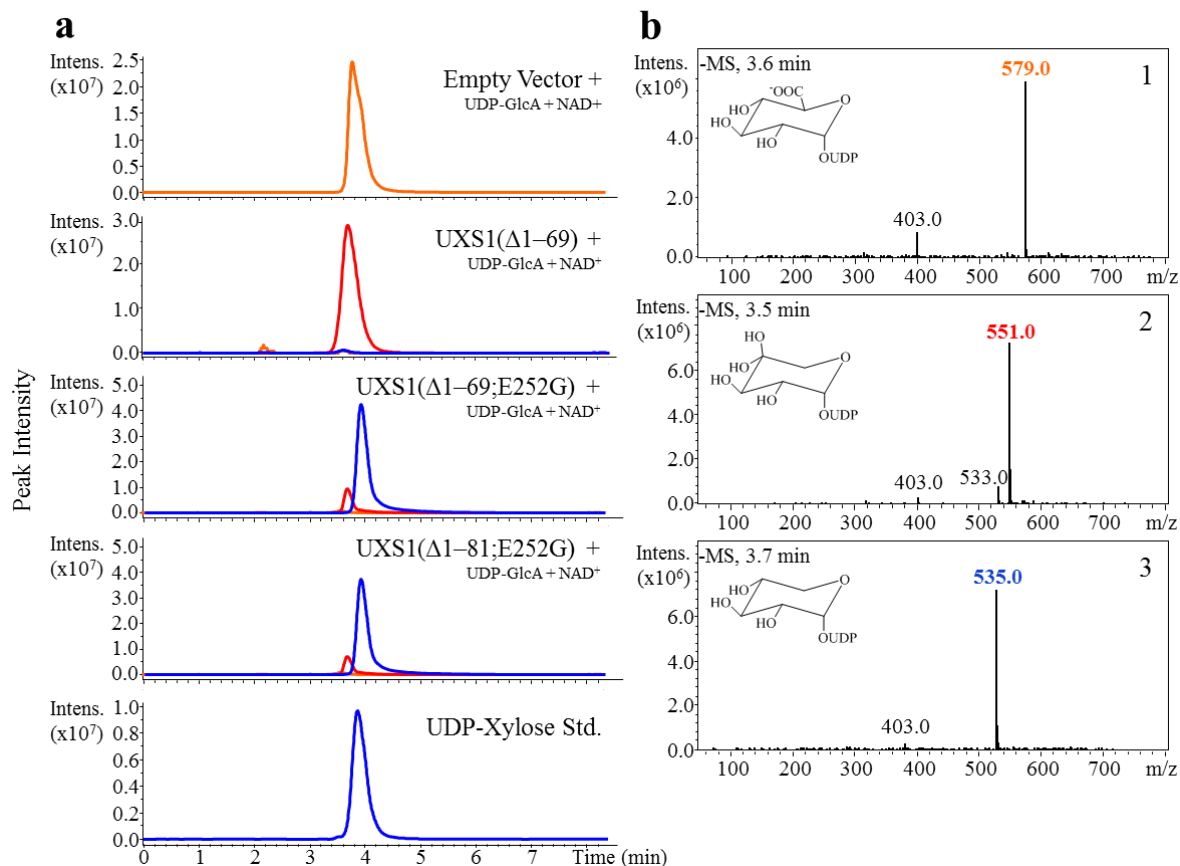 a
Intens.
(x10⁷)
2.5
2.0
1.5
1.0
0.5
0.0
Empty Vector +
UDP-GlcA + NAD+
Intens.
(x10⁷)
3.0
2.0
1.0
0.0
UXS1(Δ1–69) +
UDP-GlcA + NAD⁺
Intens.
(x10⁷)
5.0
4.0
3.0
2.0
1.0
0.0
UXS1(Δ1–69;E252G) +
UDP-GlcA + NAD⁺
Intens.
(x10⁷)
5.0
4.0
3.0
2.0
1.0
0.0
UXS1(Δ1–81;E252G) +
UDP-GlcA + NAD⁺
Intens.
(x10⁷)
1.0
0.8
0.6
0.4
0.2
0.0
UDP-Xylose Std.
0 1 2 3 4 5 6 7 8 Time (min)
Peak Intensity
b
Intens.
(x10⁶)
-MS, 3.6 min
579.0
1
4.0
2.0
0.0
403.0
⁻OOC
O
HO
HO
HO
OUDP
100 200 300 400 500 600 700 m/z
Intens.
(x10⁶)
-MS, 3.5 min
551.0
2
6.0
4.0
2.0
0.0
403.0
533.0
HO
O
HO
HO
HO
OUDP
100 200 300 400 500 600 700 m/z
Intens.
(x10⁶)
-MS, 3.7 min
535.0
3
6.0
4.0
2.0
0.0
403.0
O
HO
HO
HO
OUDP
100 200 300 400 500 600 700 m/z